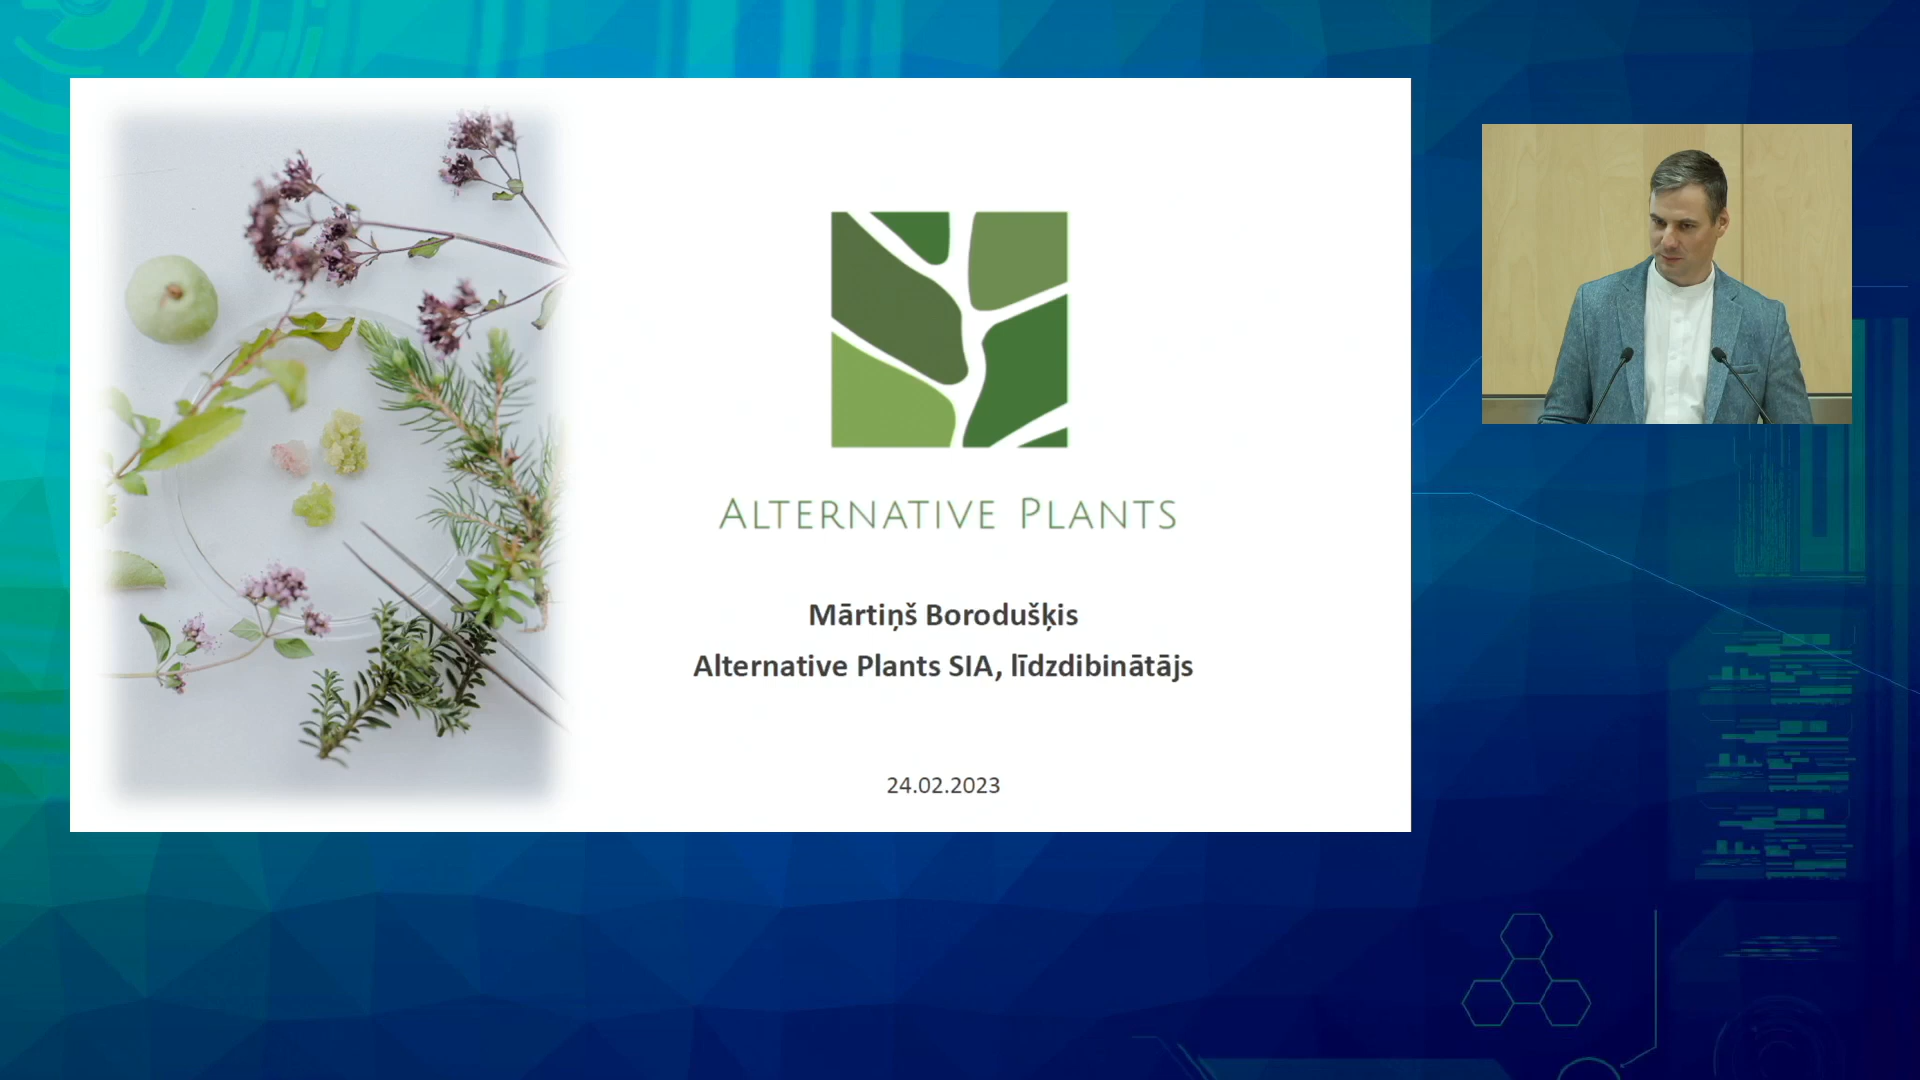 ALTERNATIVE PLANTS
Mārtiņš Borodušķis
Alternative Plants SIA, līdzdibinātājs
24.02.2023